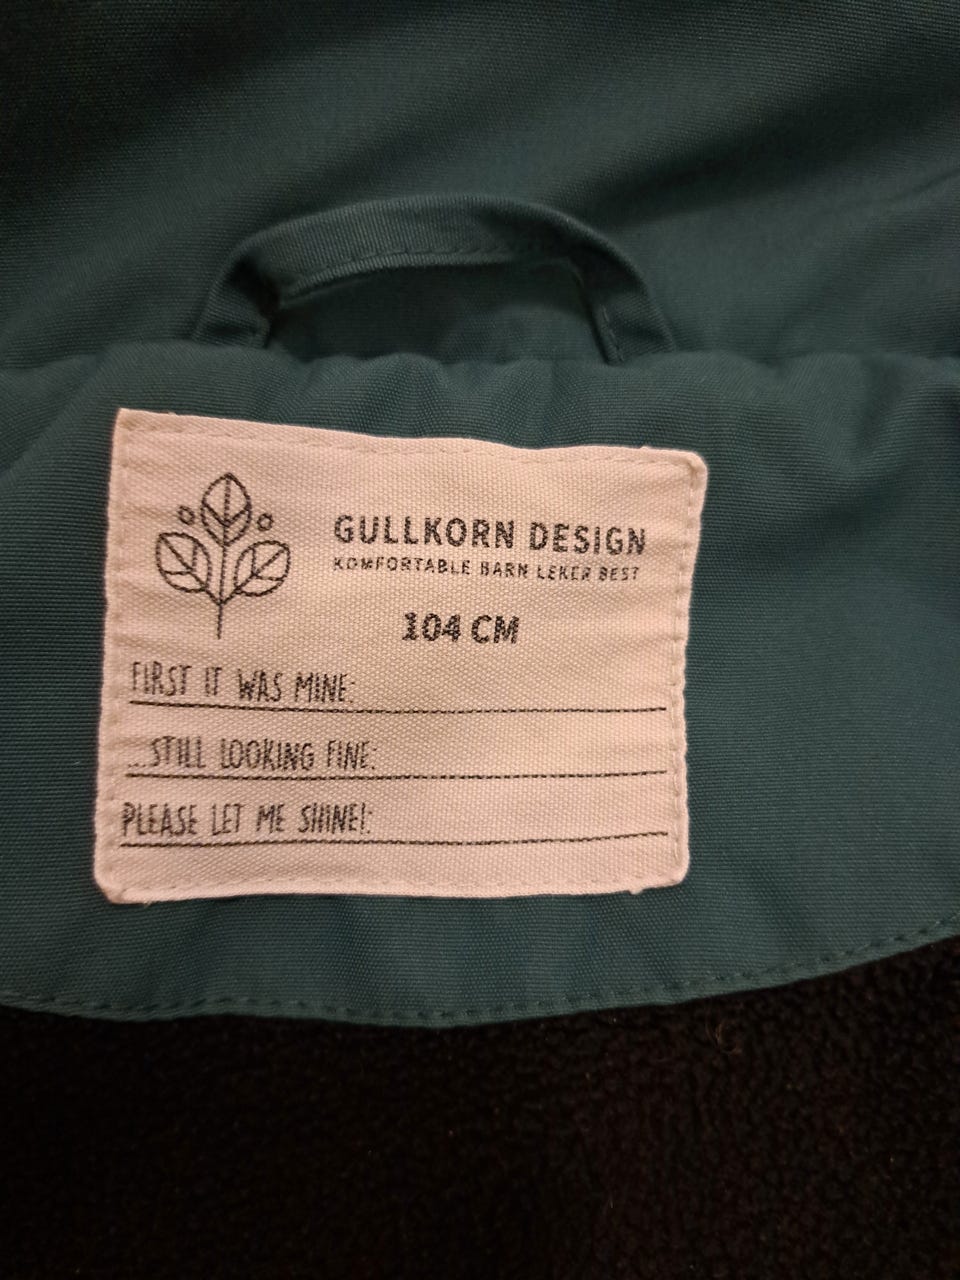 GULLKORN DESIGN
KOMFORTABLE BARN LEKER BEST
104 CM
FIRST IT WAS MINE:
...STILL LOOKING FINE:
PLEASE LET ME SHINE!: